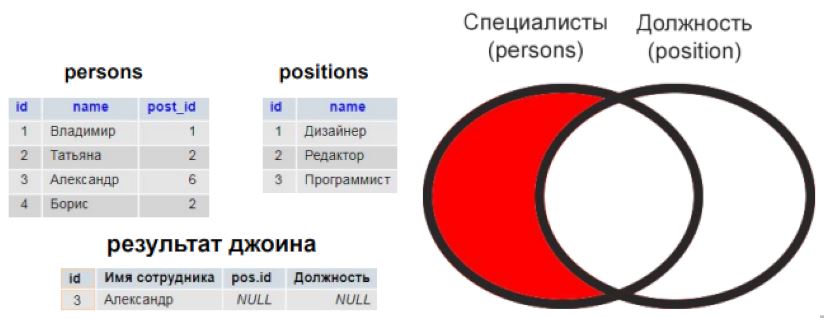 Специалисты Должность
(persons) (position)
persons
id name post_id
1 Владимир 1
2 Татьяна 2
3 Александр 6
4 Борис 2
positions
id name
1 Дизайнер
2 Редактор
3 Программист
результат джоина
id Имя сотрудника pos.id Должность
3 Александр NULL NULL